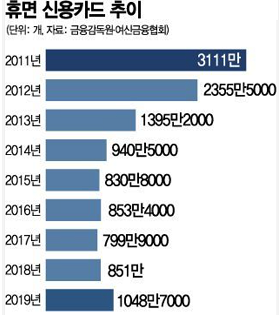 휴면 신용카드 추이
(단위: 개, 자료: 금융감독원·여신금융협회)
2011년 3111만
2012년 2355만5000
2013년 1395만2000
2014년 940만5000
2015년 830만8000
2016년 853만4000
2017년 799만9000
2018년 851만
2019년 1048만7000